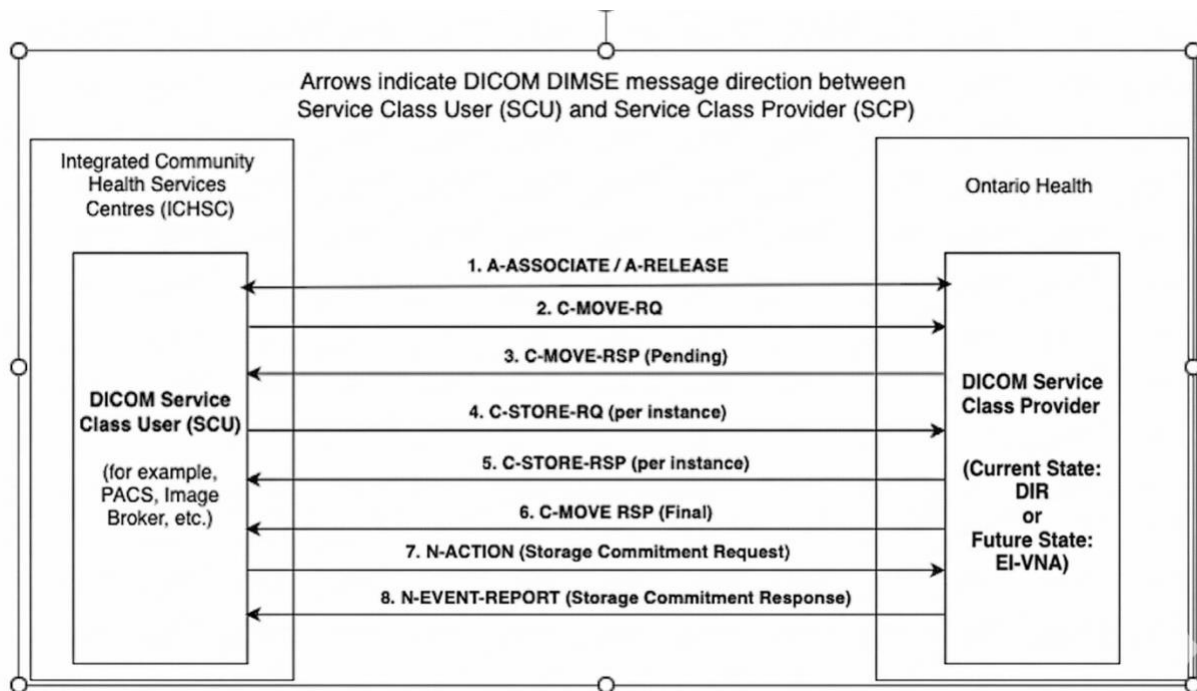 Arrows indicate DICOM DIMSE message direction between
Service Class User (SCU) and Service Class Provider (SCP)
Integrated Community
Health Services
Centres (ICHSC)
Ontario Health
1. A-ASSOCIATE / A-RELEASE
2. C-MOVE-RQ
3. C-MOVE-RSP (Pending)
4. C-STORE-RQ (per instance)
5. C-STORE-RSP (per instance)
6. C-MOVE RSP (Final)
7. N-ACTION (Storage Commitment Request)
8. N-EVENT-REPORT (Storage Commitment Response)
DICOM Service
Class User (SCU)
(for example,
PACS, Image
Broker, etc.)
DICOM Service
Class Provider
(Current State:
DIR
or
Future State:
EI-VNA)